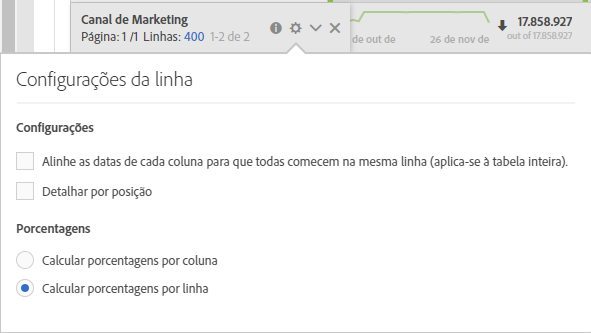 Canal de Marketing
Página: 1 /1 Linhas: 400 1-2 de 2
de out de
26 de nov de
17.858.927
out of 17.858.927
Configurações da linha
Configurações
Alinhe as datas de cada coluna para que todas comecem na mesma linha (aplica-se à tabela inteira).
Detalhar por posição
Porcentagens
Calcular porcentagens por coluna
Calcular porcentagens por linha